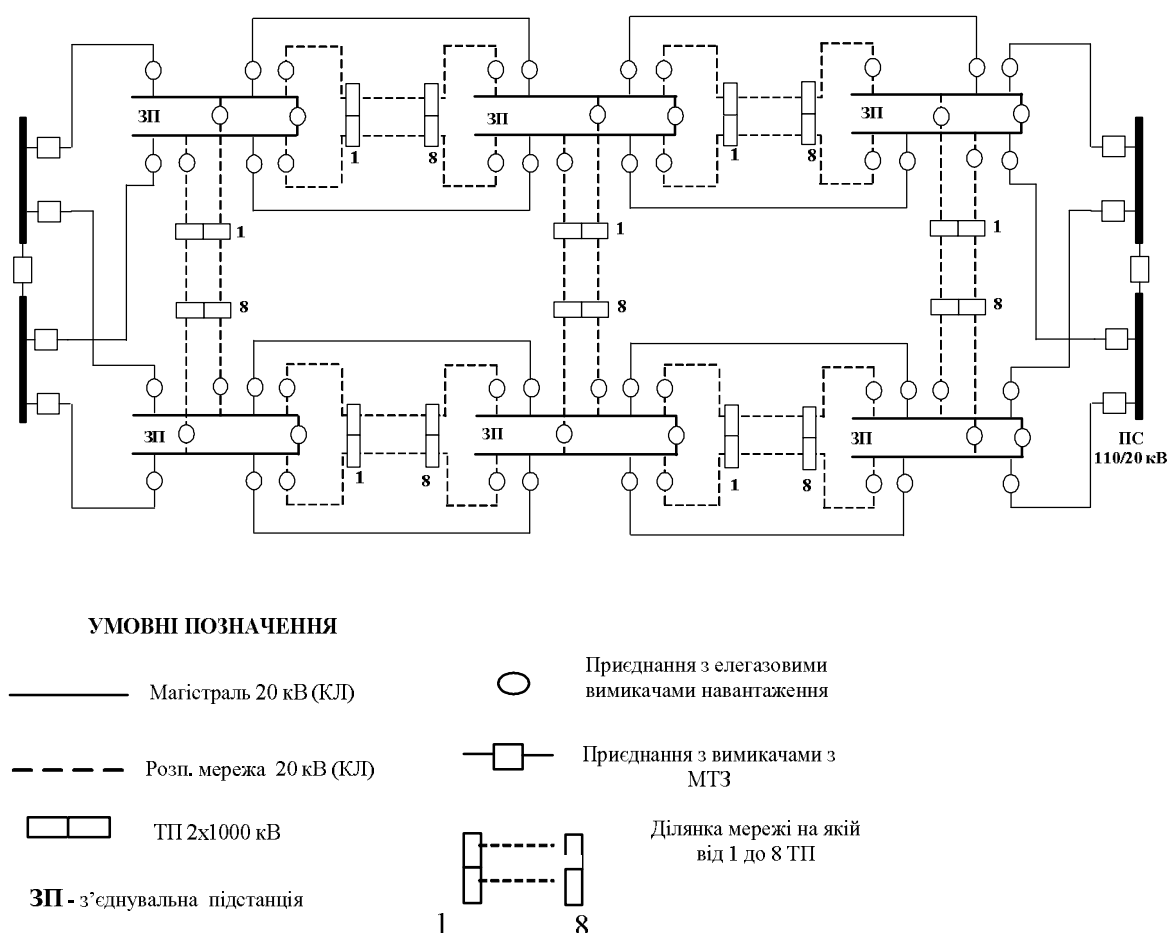 ЗП
ЗП
ЗП
1
8
1
8
1
1
1
8
8
8
ЗП
ЗП
ЗП
1
8
1
8
ПС
110/20 кВ
УМОВНІ ПОЗНАЧЕННЯ
Магістраль 20 кВ (КЛ)
Розп. мережа 20 кВ (КЛ)
ТП 2х1000 кВ
ЗП - з’єднувальна підстанція
Приєднання з елегазовими
вимикачами навантаження
Приєднання з вимикачами з
МТЗ
Ділянка мережі на якій
від 1 до 8 ТП
1
8